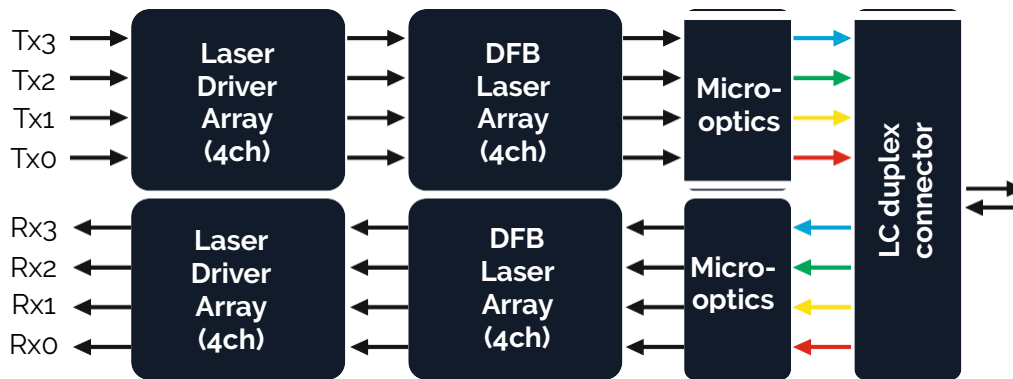 Tx3
Tx2
Tx1
Tx0
Laser
Driver
Array
(4ch)
DFB
Laser
Array
(4ch)
Micro-
optics
LC duplex
connector
Rx3
Rx2
Rx1
Rx0
Laser
Driver
Array
(4ch)
DFB
Laser
Array
(4ch)
Micro-
optics